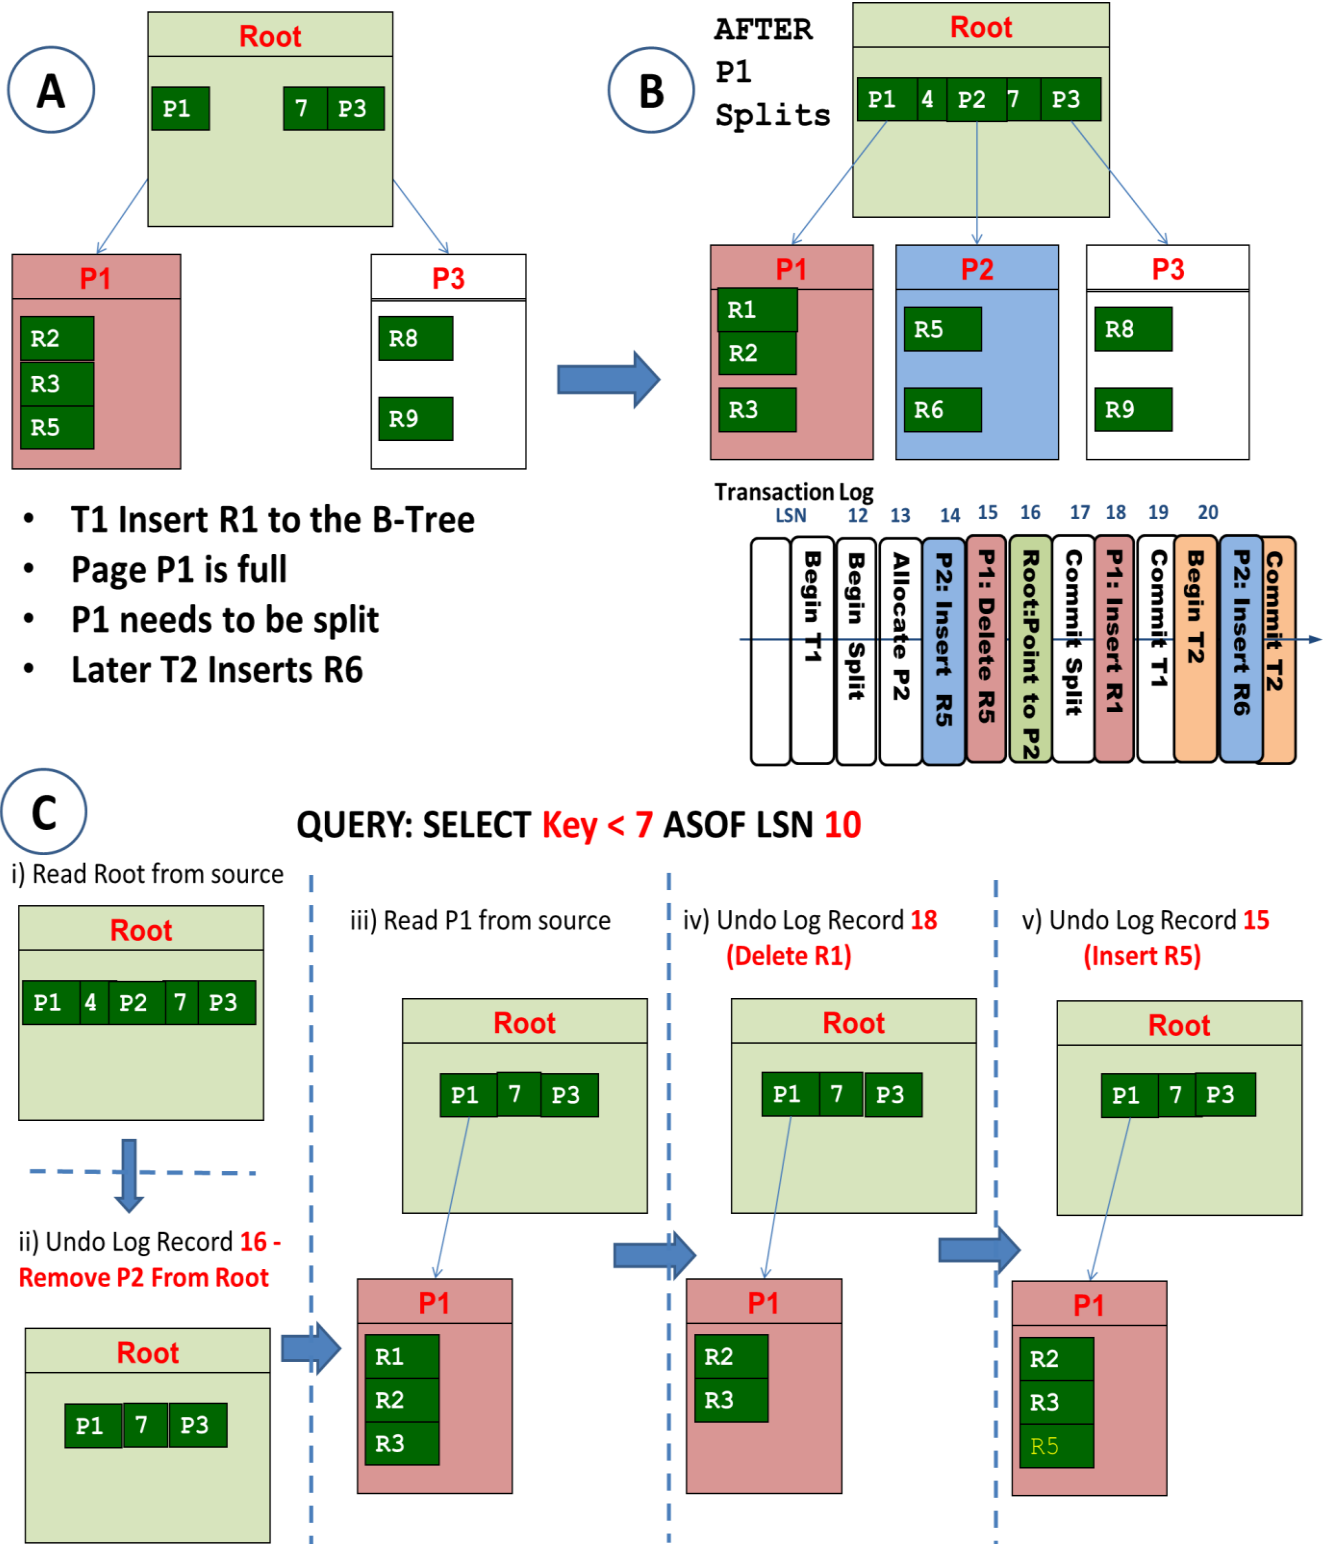 A
Root
P1
7 P3
P1
R2
R3
R5
P3
R8
R9
B
AFTER
P1
Splits
Root
P1 4 P2 7 P3
P1
R1
R2
R3
P2
R5
R6
P3
R8
R9
• T1 Insert R1 to the B-Tree
• Page P1 is full
• P1 needs to be split
• Later T2 Inserts R6
Transaction Log
LSN 12 13 14 15 16 17 18 19 20
Begin T1
Begin Split
Allocate P2
P2: Insert R5
P1: Delete R5
Root:Point to P2
Commit Split
P1: Insert R1
Commit T1
Begin T2
P2: Insert R6
Commit T2
C
QUERY: SELECT Key < 7 ASOF LSN 10
i) Read Root from source
Root
P1 4 P2 7 P3
ii) Undo Log Record 16 -
Remove P2 From Root
Root
P1 7 P3
iii) Read P1 from source
Root
P1 7 P3
P1
R1
R2
R3
iv) Undo Log Record 18
(Delete R1)
Root
P1 7 P3
P1
R2
R3
v) Undo Log Record 15
(Insert R5)
Root
P1 7 P3
P1
R2
R3
R5